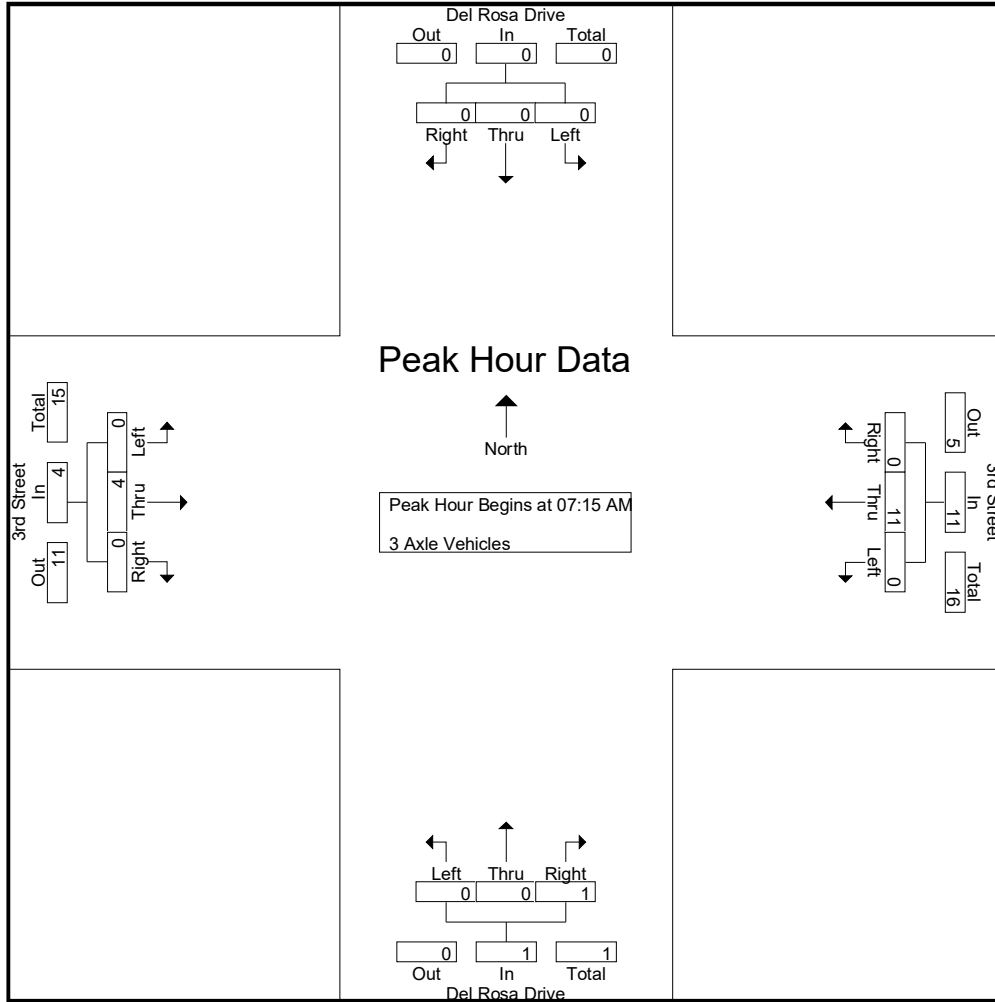 Del Rosa Drive
Out In Total
0 0 0
0 0 0
Right Thru Left
Peak Hour Data
North
Peak Hour Begins at 07:15 AM
3 Axle Vehicles
3rd Street
Total In Out
15 4 11
0 4 0
Left Thru Right
Right Thru Left
0 11 0
5 11 16
Out In Total
3rd Street
Left Thru Right
0 0 1
0 1 1
Out In Total
Del Rosa Drive